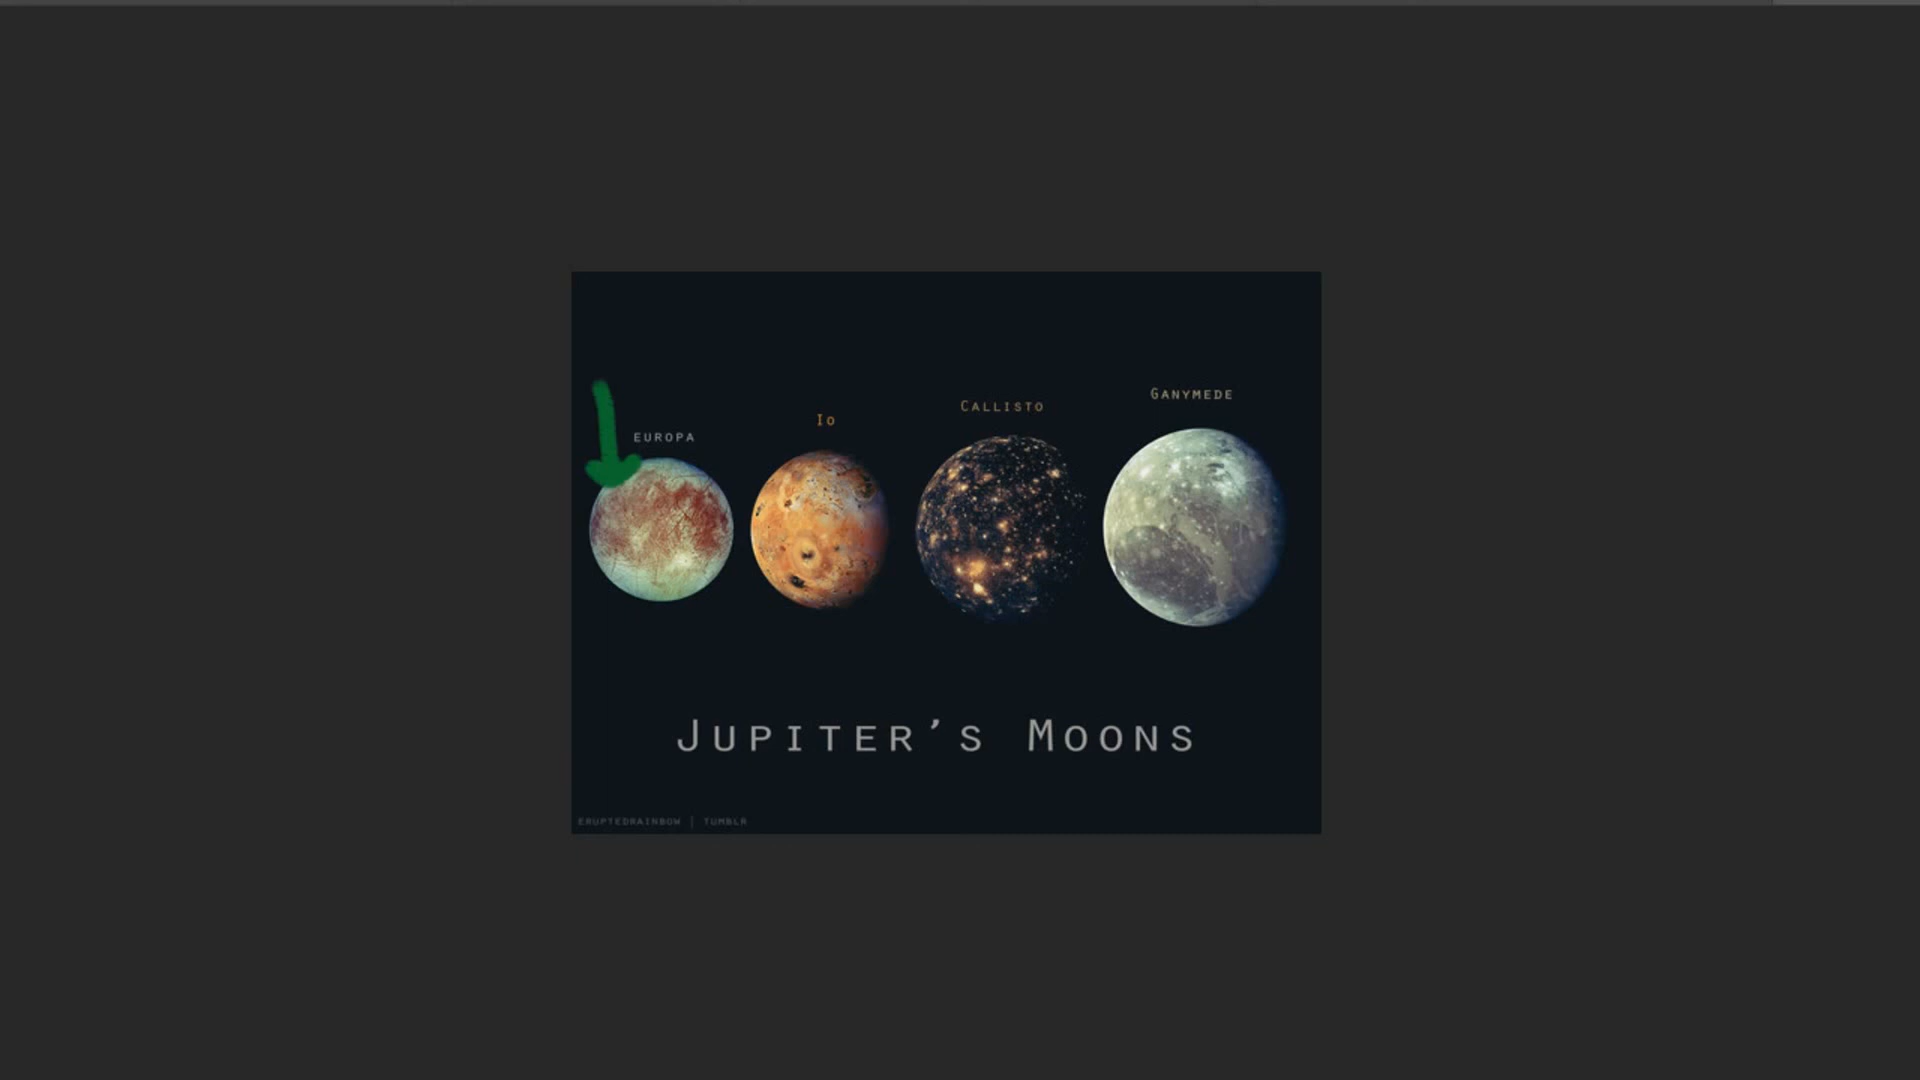 Ganymede
Callisto
Io
EUROPA
Jupiter's Moons
ERUPTEDRAINBOW | TUMBLR